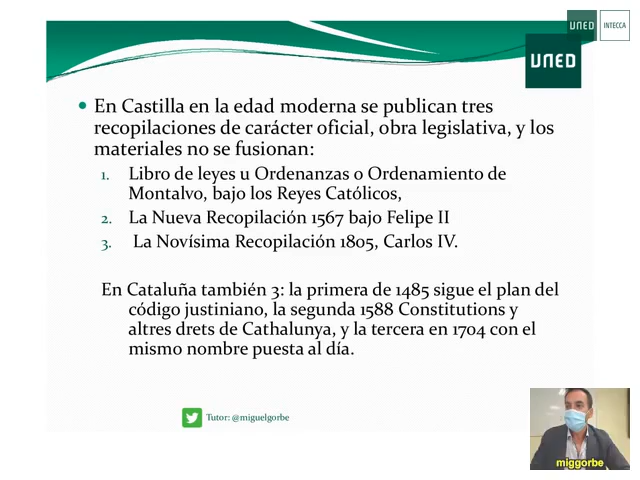 UNED
INTECCA
UNED
En Castilla en la edad moderna se publican tres
recopilaciones de carácter oficial, obra legislativa, y los
materiales no se fusionan:
1. Libro de leyes u Ordenanzas o Ordenamiento de
Montalvo, bajo los Reyes Católicos,
2. La Nueva Recopilación 1567 bajo Felipe II
3. La Novísima Recopilación 1805, Carlos IV.
En Cataluña también 3: la primera de 1485 sigue el plan del
código justiniano, la segunda 1588 Constitutions y
altres drets de Cathalunya, y la tercera en 1704 con el
mismo nombre puesta al día.
Tutor: @miguelgorbe
miggorbe